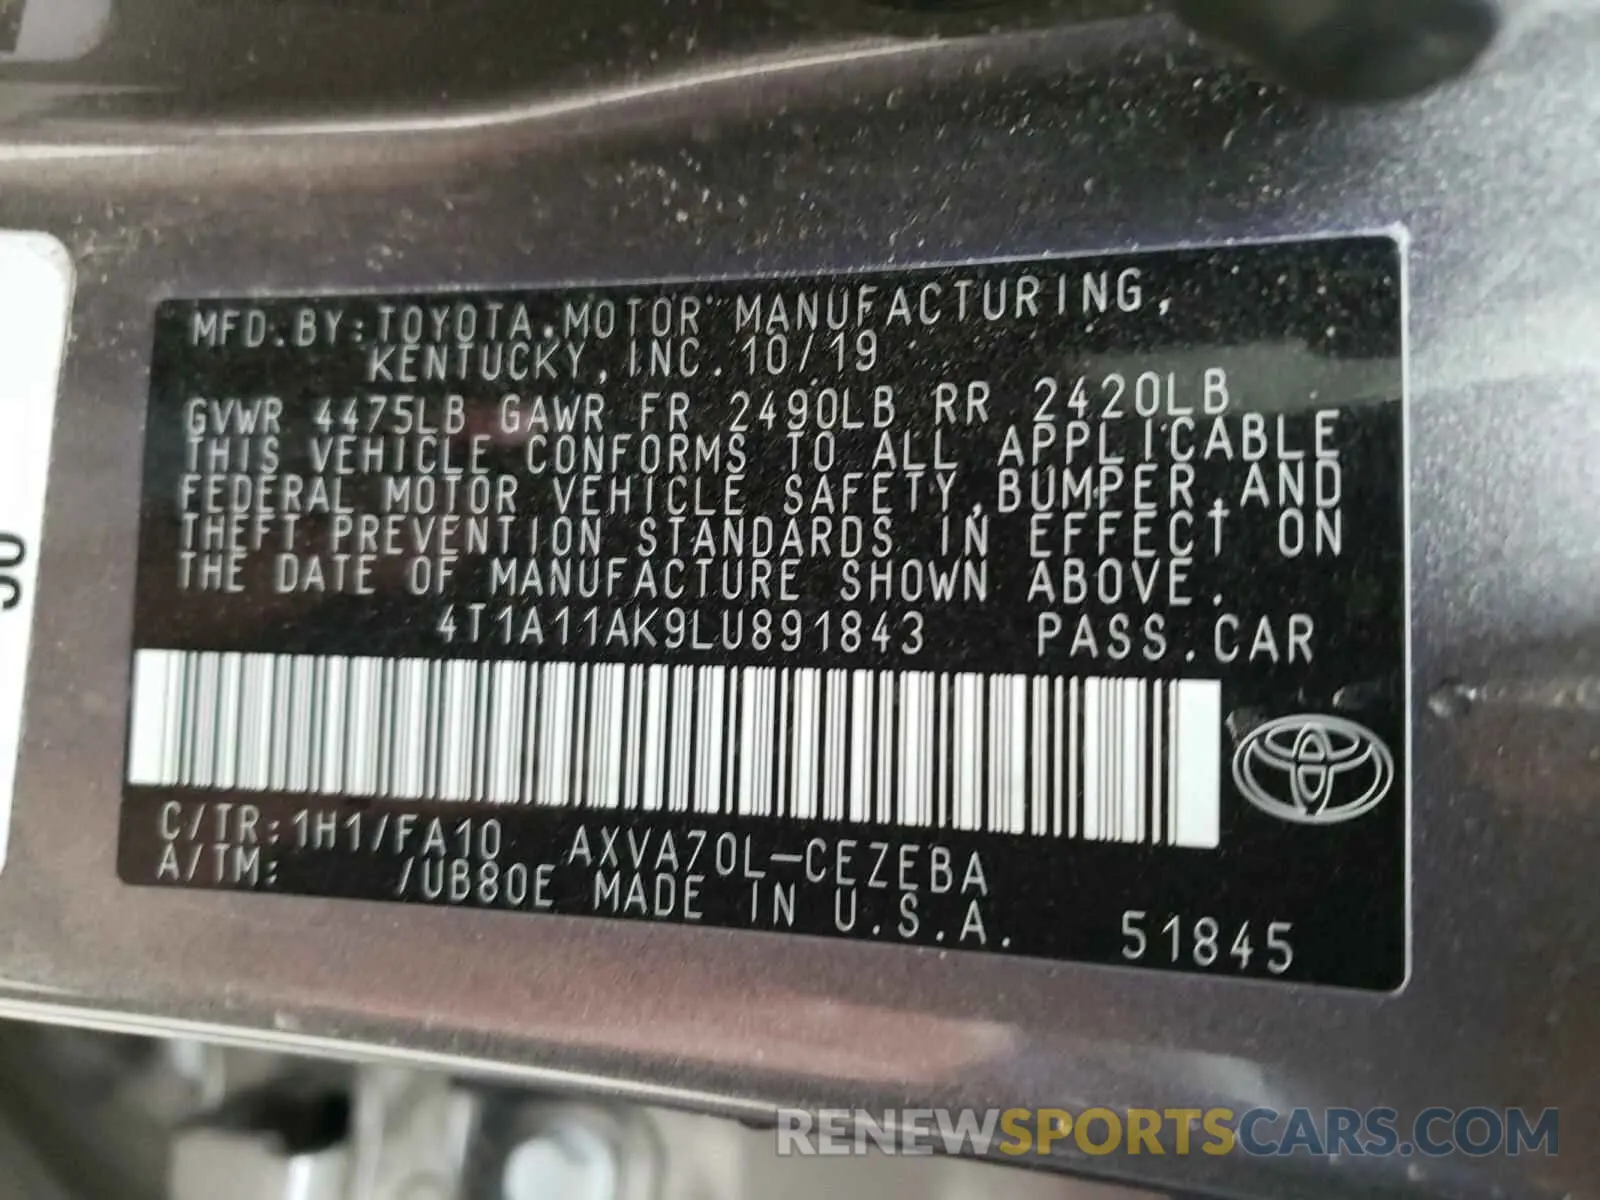 MFD. BY: TOYOTA MOTOR MANUFACTURING,
KENTUCKY, INC. 10/19
GVWR 4475LB GAWR FR 2490LB RR 2420LB
THIS VEHICLE CONFORMS TO ALL APPLICABLE
FEDERAL MOTOR VEHICLE SAFETY, BUMPER, AND
THEFT PREVENTION STANDARDS IN EFFECT ON
THE DATE OF MANUFACTURE SHOWN ABOVE.
4T1A11AK9LU891843 PASS. CAR
C/TR: 1H1/FA10 AXVA70L-CEZEBA
A/TM: /UB80E MADE IN U.S.A. 51845
RENEWSPORTSCARS.COM